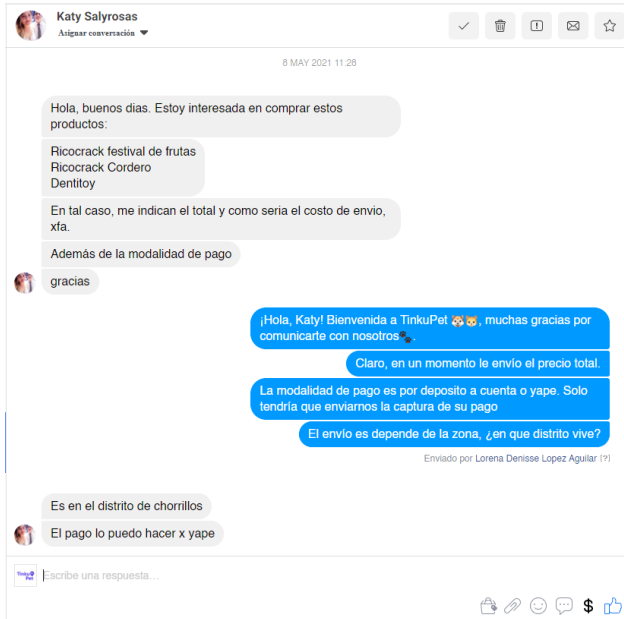 Katy Salyrosas
Asignar conversación
8 MAY 2021 11:28
Hola, buenos dias. Estoy interesada en comprar estos
productos:
Ricocrack festival de frutas
Ricocrack Cordero
Dentitoy
En tal caso, me indican el total y como seria el costo de envio,
xfa.
Además de la modalidad de pago
gracias
¡Hola, Katy! Bienvenida a TinkuPet 🐶🐱, muchas gracias por
comunicarte con nosotros🐾.
Claro, en un momento le envío el precio total.
La modalidad de pago es por deposito a cuenta o yape. Solo
tendría que enviarnos la captura de su pago
El envío es depende de la zona, ¿en que distrito vive?
Enviado por Lorena Denisse Lopez Aguilar [?]
Es en el distrito de chorrillos
El pago lo puedo hacer x yape
Tinku
Pet
Escribe una respuesta…
$